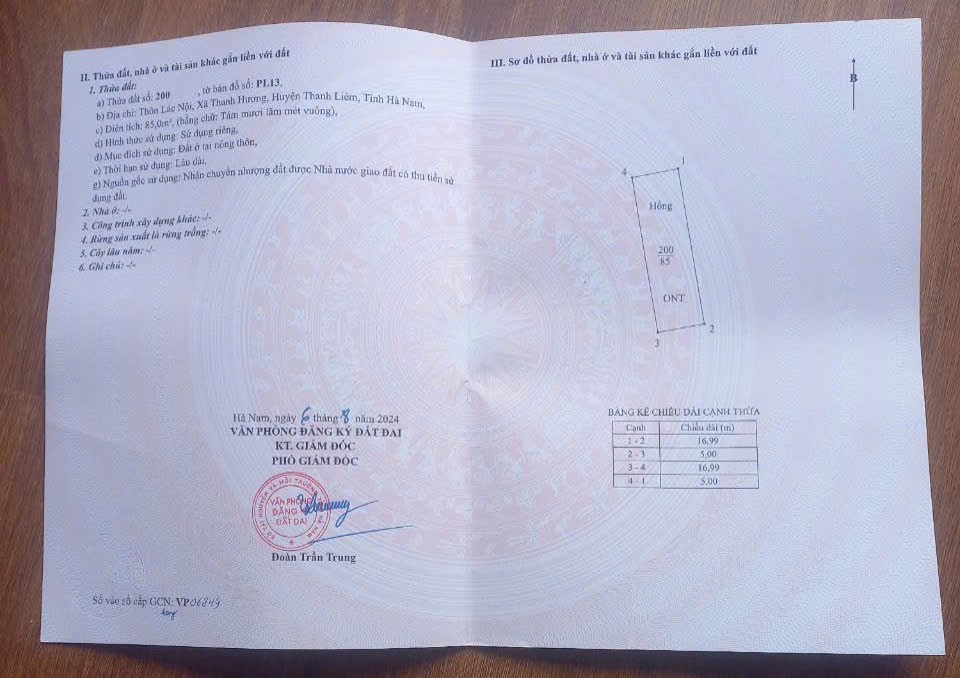 II. Thửa đất, nhà ở và tài sản khác gắn liền với đất
1. Thửa đất:
a) Thửa đất số: 200 , tờ bản đồ số: PL13,
b) Địa chỉ: Thôn Lác Nội, Xã Thanh Hương, Huyện Thanh Liêm, Tỉnh Hà Nam,
c) Diện tích: 85,0m², (bằng chữ: Tám mươi lăm mét vuông),
d) Hình thức sử dụng: Sử dụng riêng,
đ) Mục đích sử dụng: Đất ở tại nông thôn,
e) Thời hạn sử dụng: Lâu dài,
g) Nguồn gốc sử dụng: Nhận chuyển nhượng đất được Nhà nước giao đất có thu tiền sử
dụng đất.
2. Nhà ở: -/-
3. Công trình xây dựng khác: -/-
4. Rừng sản xuất là rừng trồng: -/-
5. Cây lâu năm: -/-
6. Ghi chú: -/-
Hà Nam, ngày 6 tháng 8 năm 2024
VĂN PHÒNG ĐĂNG KÝ ĐẤT ĐAI
KT. GIÁM ĐỐC
PHÓ GIÁM ĐỐC
VĂN PHÒNG
ĐĂNG
ĐẤT ĐAI
Đoàn Trần Trung
Số vào sổ cấp GCN: VP06849
III. Sơ đồ thửa đất, nhà ở và tài sản khác gắn liền với đất
B
4
1
Hồng
200
85
ONT
2
3
BẢNG KÊ CHIỀU DÀI CẠNH THỬA
Cạnh Chiều dài (m)
1 - 2 16,99
2 - 3 5,00
3 - 4 16,99
4 - 1 5,00